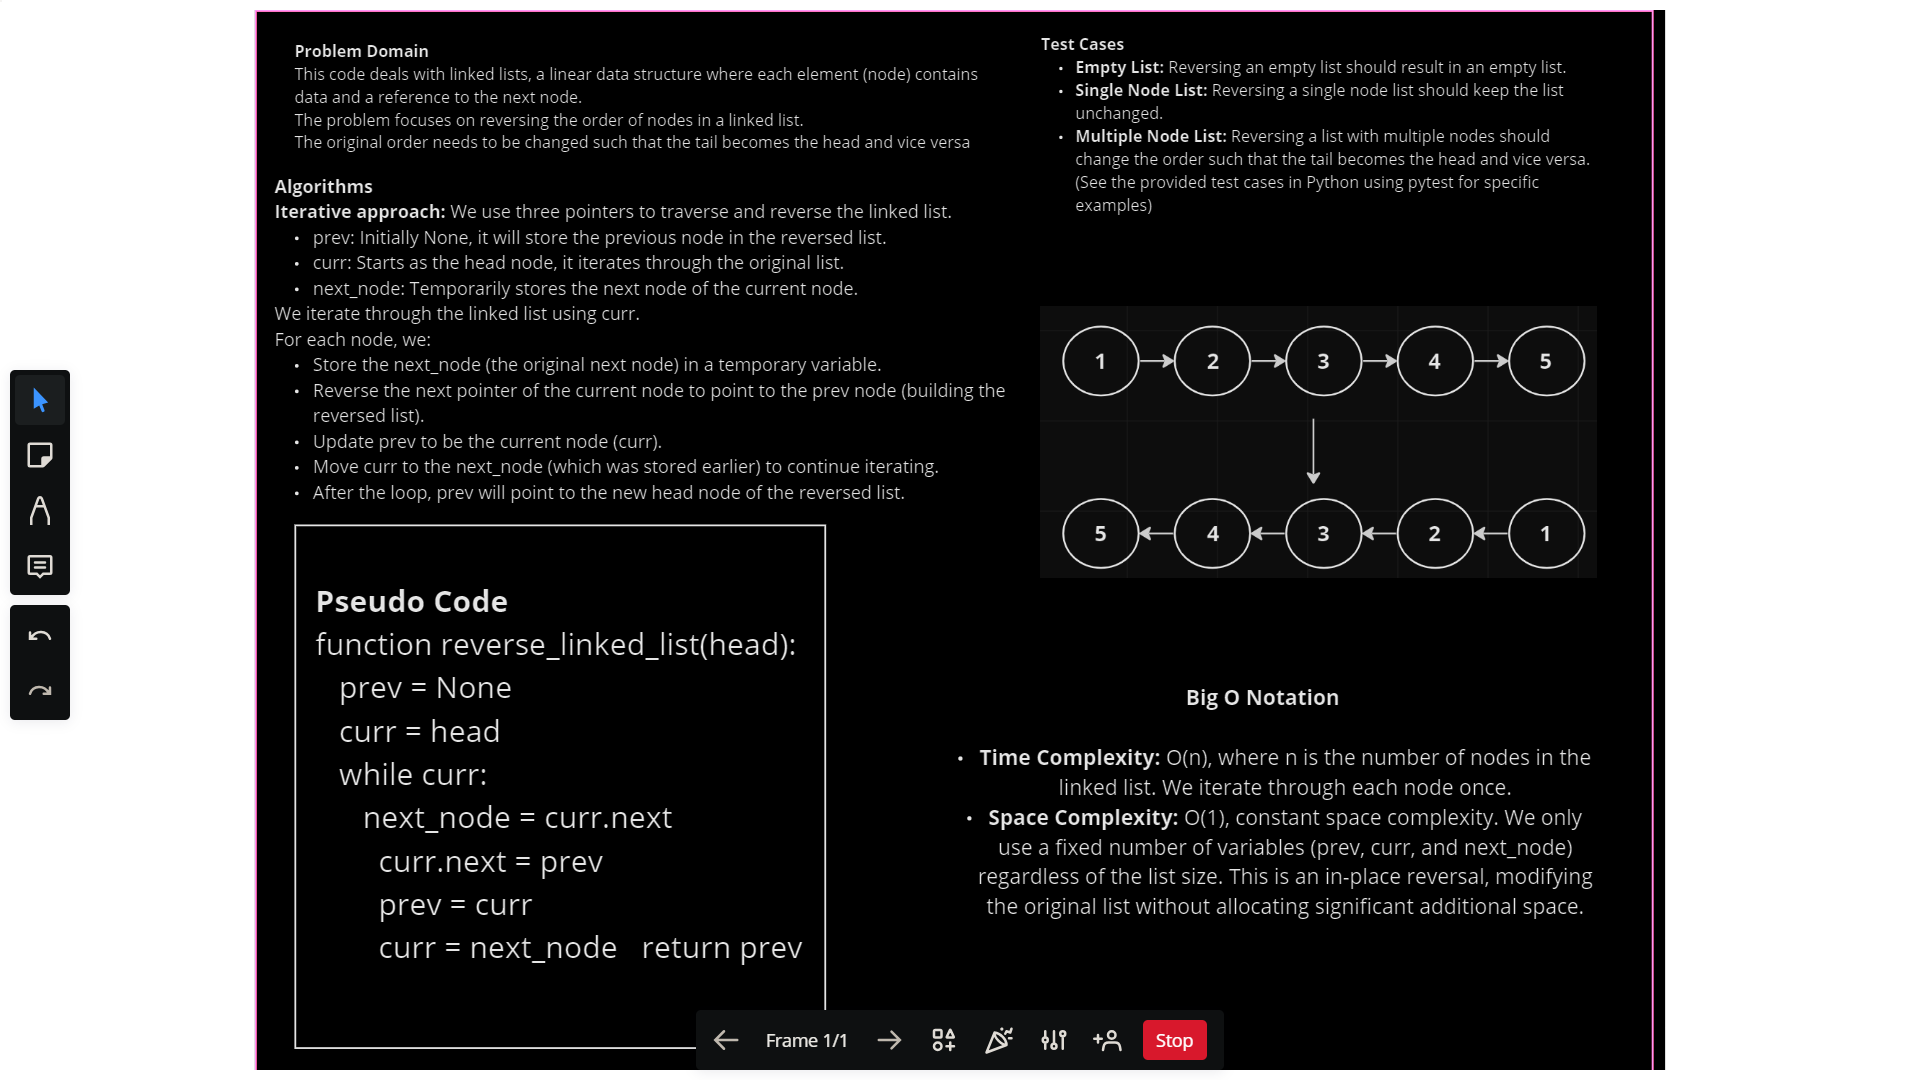 Problem Domain
This code deals with linked lists, a linear data structure where each element (node) contains
data and a reference to the next node.
The problem focuses on reversing the order of nodes in a linked list.
The original order needs to be changed such that the tail becomes the head and vice versa
Algorithms
Iterative approach: We use three pointers to traverse and reverse the linked list.
• prev: Initially None, it will store the previous node in the reversed list.
• curr: Starts as the head node, it iterates through the original list.
• next_node: Temporarily stores the next node of the current node.
We iterate through the linked list using curr.
For each node, we:
• Store the next_node (the original next node) in a temporary variable.
• Reverse the next pointer of the current node to point to the prev node (building the
reversed list).
• Update prev to be the current node (curr).
• Move curr to the next_node (which was stored earlier) to continue iterating.
• After the loop, prev will point to the new head node of the reversed list.
Pseudo Code
function reverse_linked_list(head):
prev = None
curr = head
while curr:
next_node = curr.next
curr.next = prev
prev = curr
curr = next_node   return prev
Test Cases
• Empty List: Reversing an empty list should result in an empty list.
• Single Node List: Reversing a single node list should keep the list
unchanged.
• Multiple Node List: Reversing a list with multiple nodes should
change the order such that the tail becomes the head and vice versa.
(See the provided test cases in Python using pytest for specific
examples)
1 2 3 4 5
5 4 3 2 1
Big O Notation
• Time Complexity: O(n), where n is the number of nodes in the
linked list. We iterate through each node once.
• Space Complexity: O(1), constant space complexity. We only
use a fixed number of variables (prev, curr, and next_node)
regardless of the list size. This is an in-place reversal, modifying
the original list without allocating significant additional space.
Frame 1/1
Stop